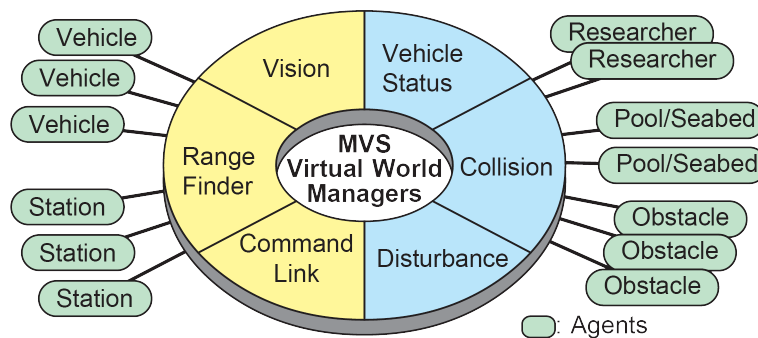 Vehicle
Vehicle
Vehicle
Station
Station
Station
Vision
Range
Finder
Command
Link
MVS
Virtual World
Managers
Vehicle
Status
Collision
Disturbance
Researcher
Researcher
Pool/Seabed
Pool/Seabed
Obstacle
Obstacle
Obstacle
: Agents